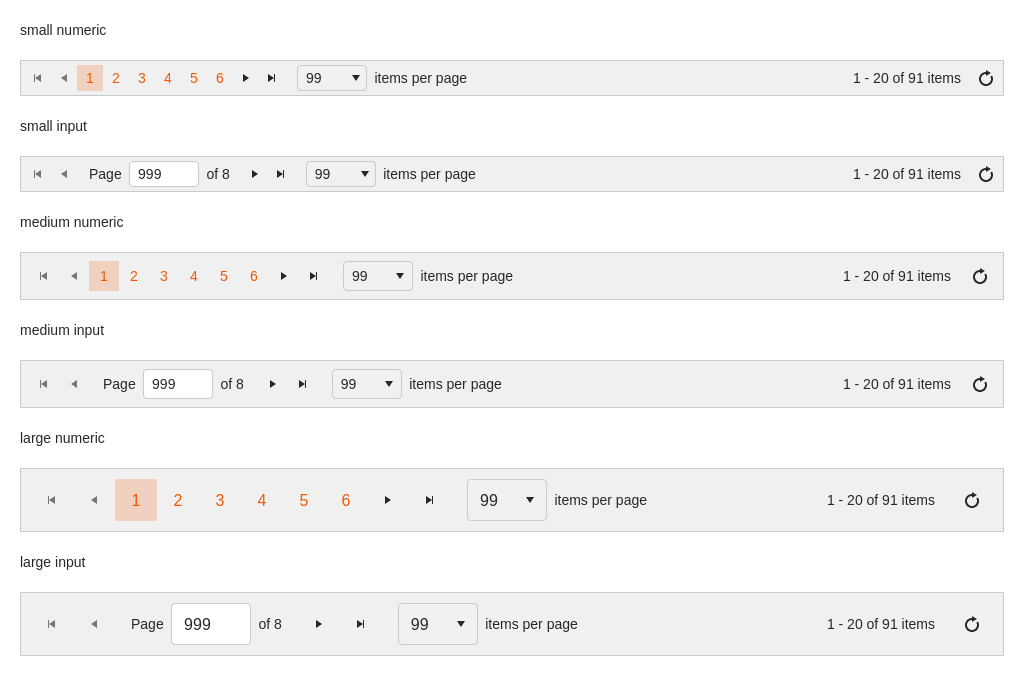 small numeric
1 2 3 4 5 6 99 items per page 1 - 20 of 91 items
small input
Page 999 of 8 99 items per page 1 - 20 of 91 items
medium numeric
1 2 3 4 5 6 99 items per page 1 - 20 of 91 items
medium input
Page 999 of 8 99 items per page 1 - 20 of 91 items
large numeric
1 2 3 4 5 6 99 items per page 1 - 20 of 91 items
large input
Page 999 of 8 99 items per page 1 - 20 of 91 items